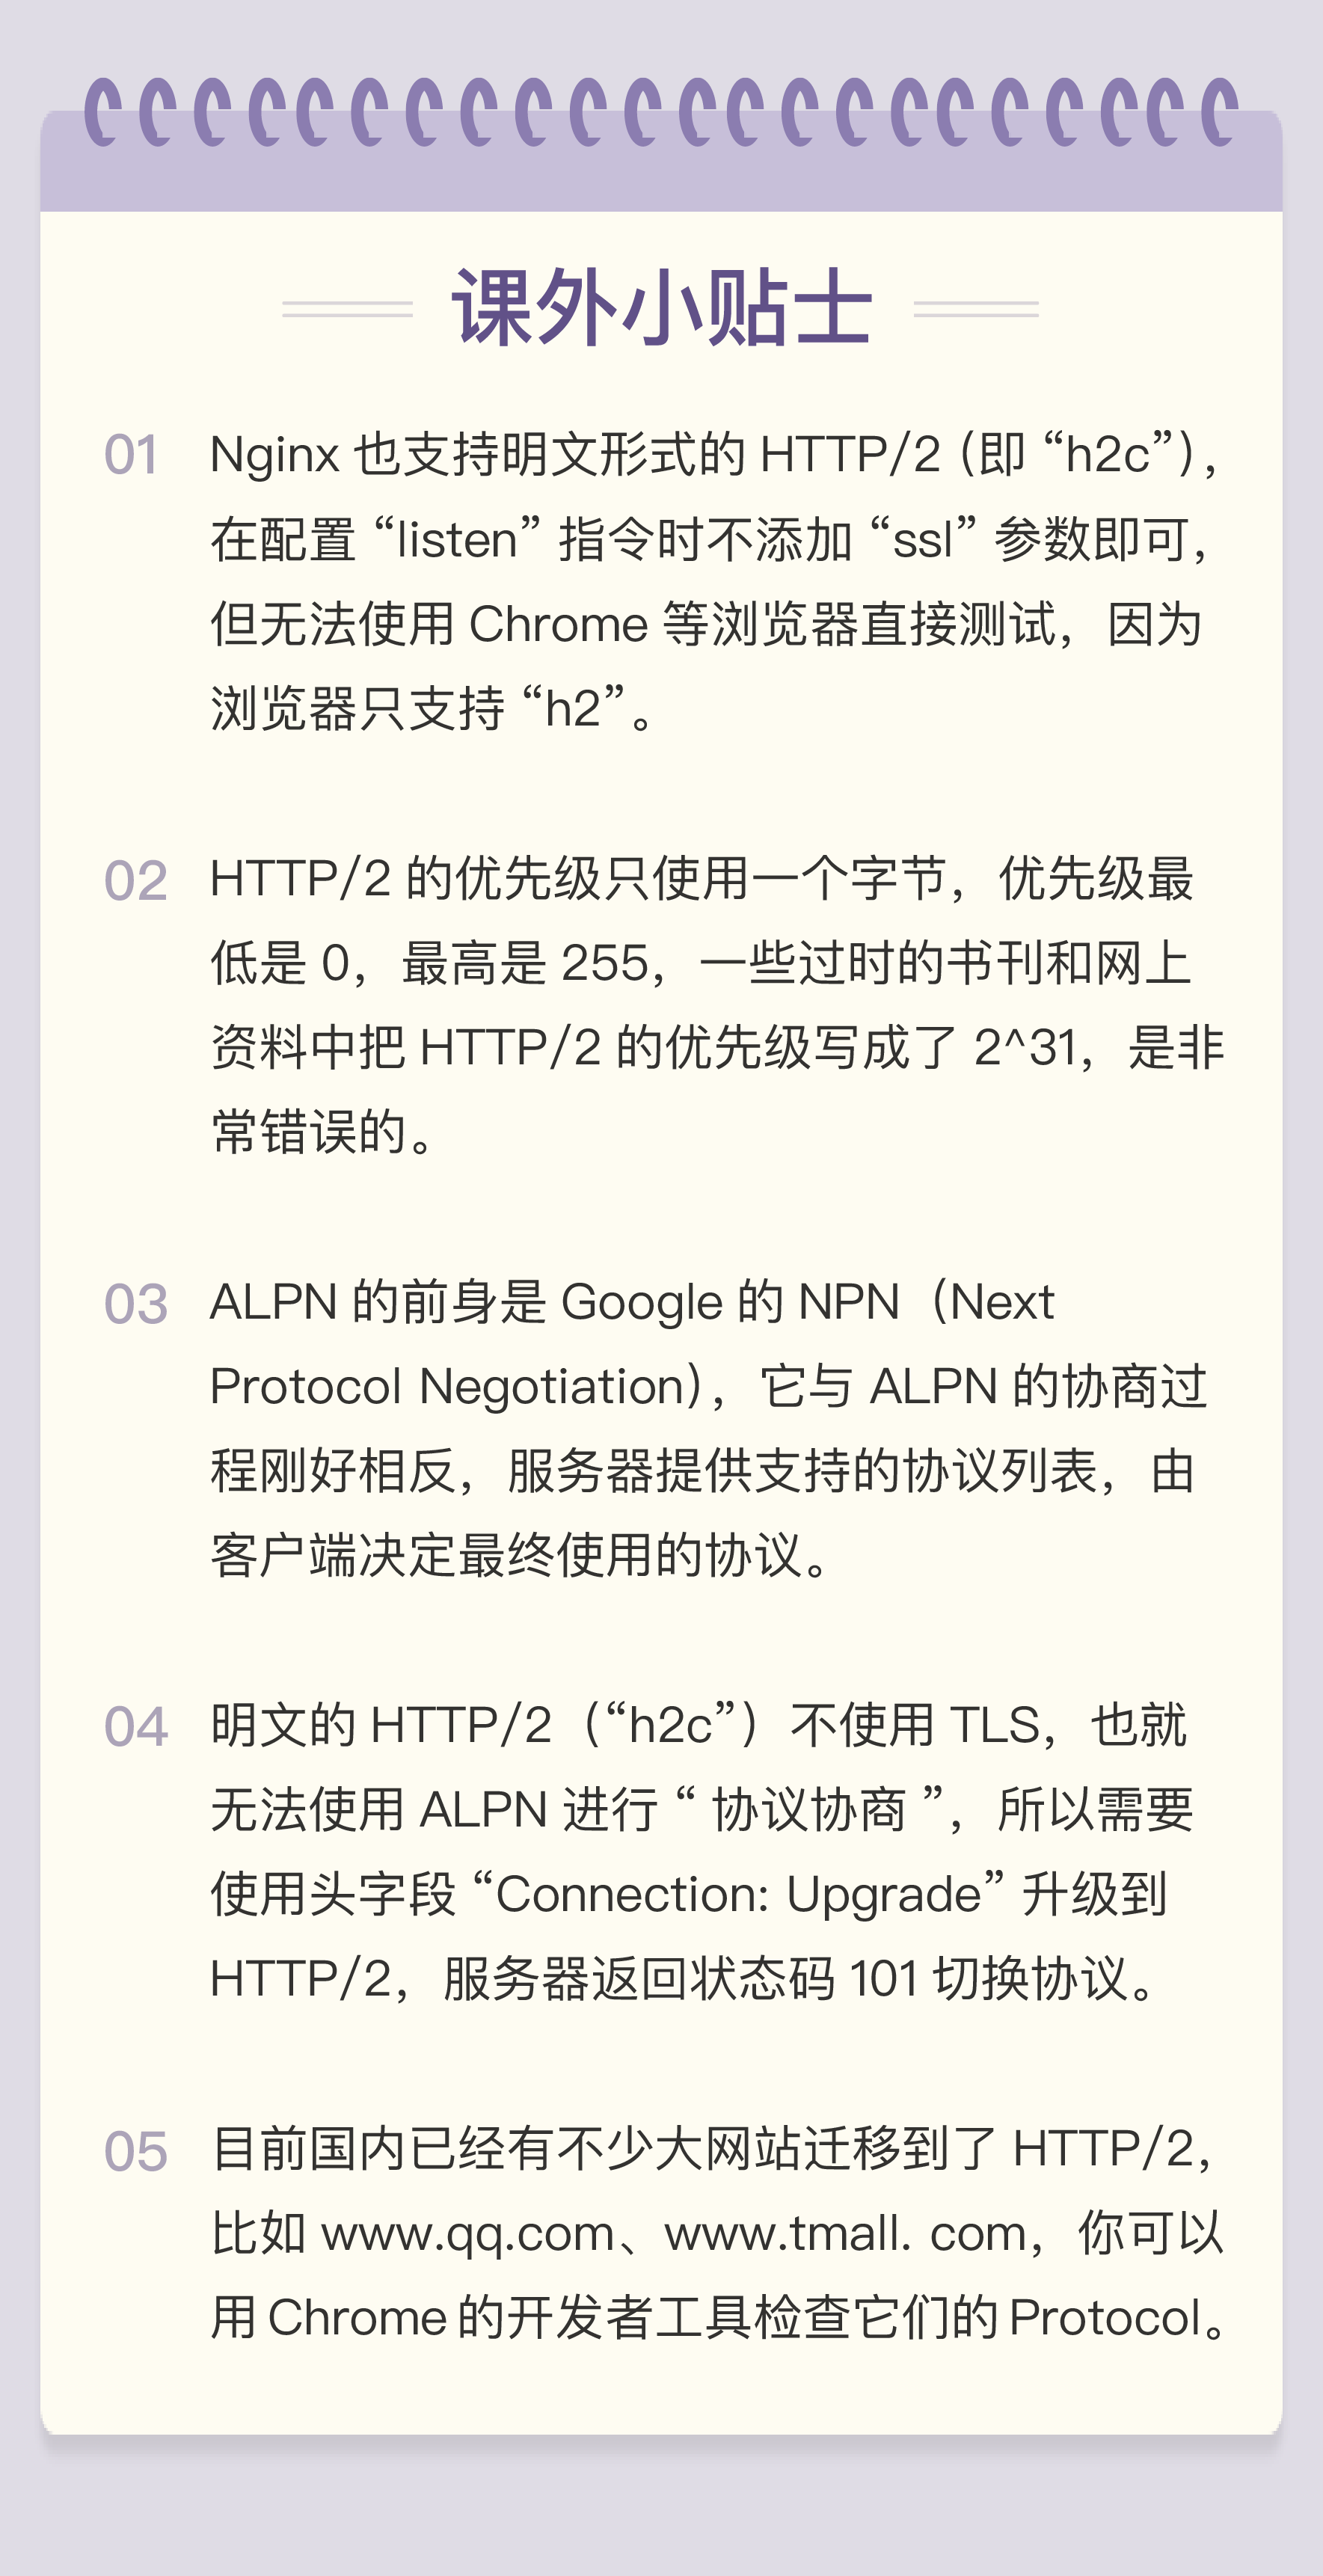 课外小贴士
01 Nginx 也支持明文形式的 HTTP/2 (即 “h2c”)，
在配置 “listen” 指令时不添加 “ssl” 参数即可，
但无法使用 Chrome 等浏览器直接测试，因为
浏览器只支持 “h2”。
02 HTTP/2 的优先级只使用一个字节，优先级最
低是 0，最高是 255，一些过时的书刊和网上
资料中把 HTTP/2 的优先级写成了 2^31，是非
常错误的。
03 ALPN 的前身是 Google 的 NPN（Next
Protocol Negotiation)，它与 ALPN 的协商过
程刚好相反，服务器提供支持的协议列表，由
客户端决定最终使用的协议。
04 明文的 HTTP/2（“h2c”）不使用 TLS，也就
无法使用 ALPN 进行 “ 协议协商 ”，所以需要
使用头字段 “Connection: Upgrade” 升级到
HTTP/2，服务器返回状态码 101 切换协议。
05 目前国内已经有不少大网站迁移到了 HTTP/2，
比如 www.qq.com、www.tmall. com，你可以
用 Chrome 的开发者工具检查它们的 Protocol。